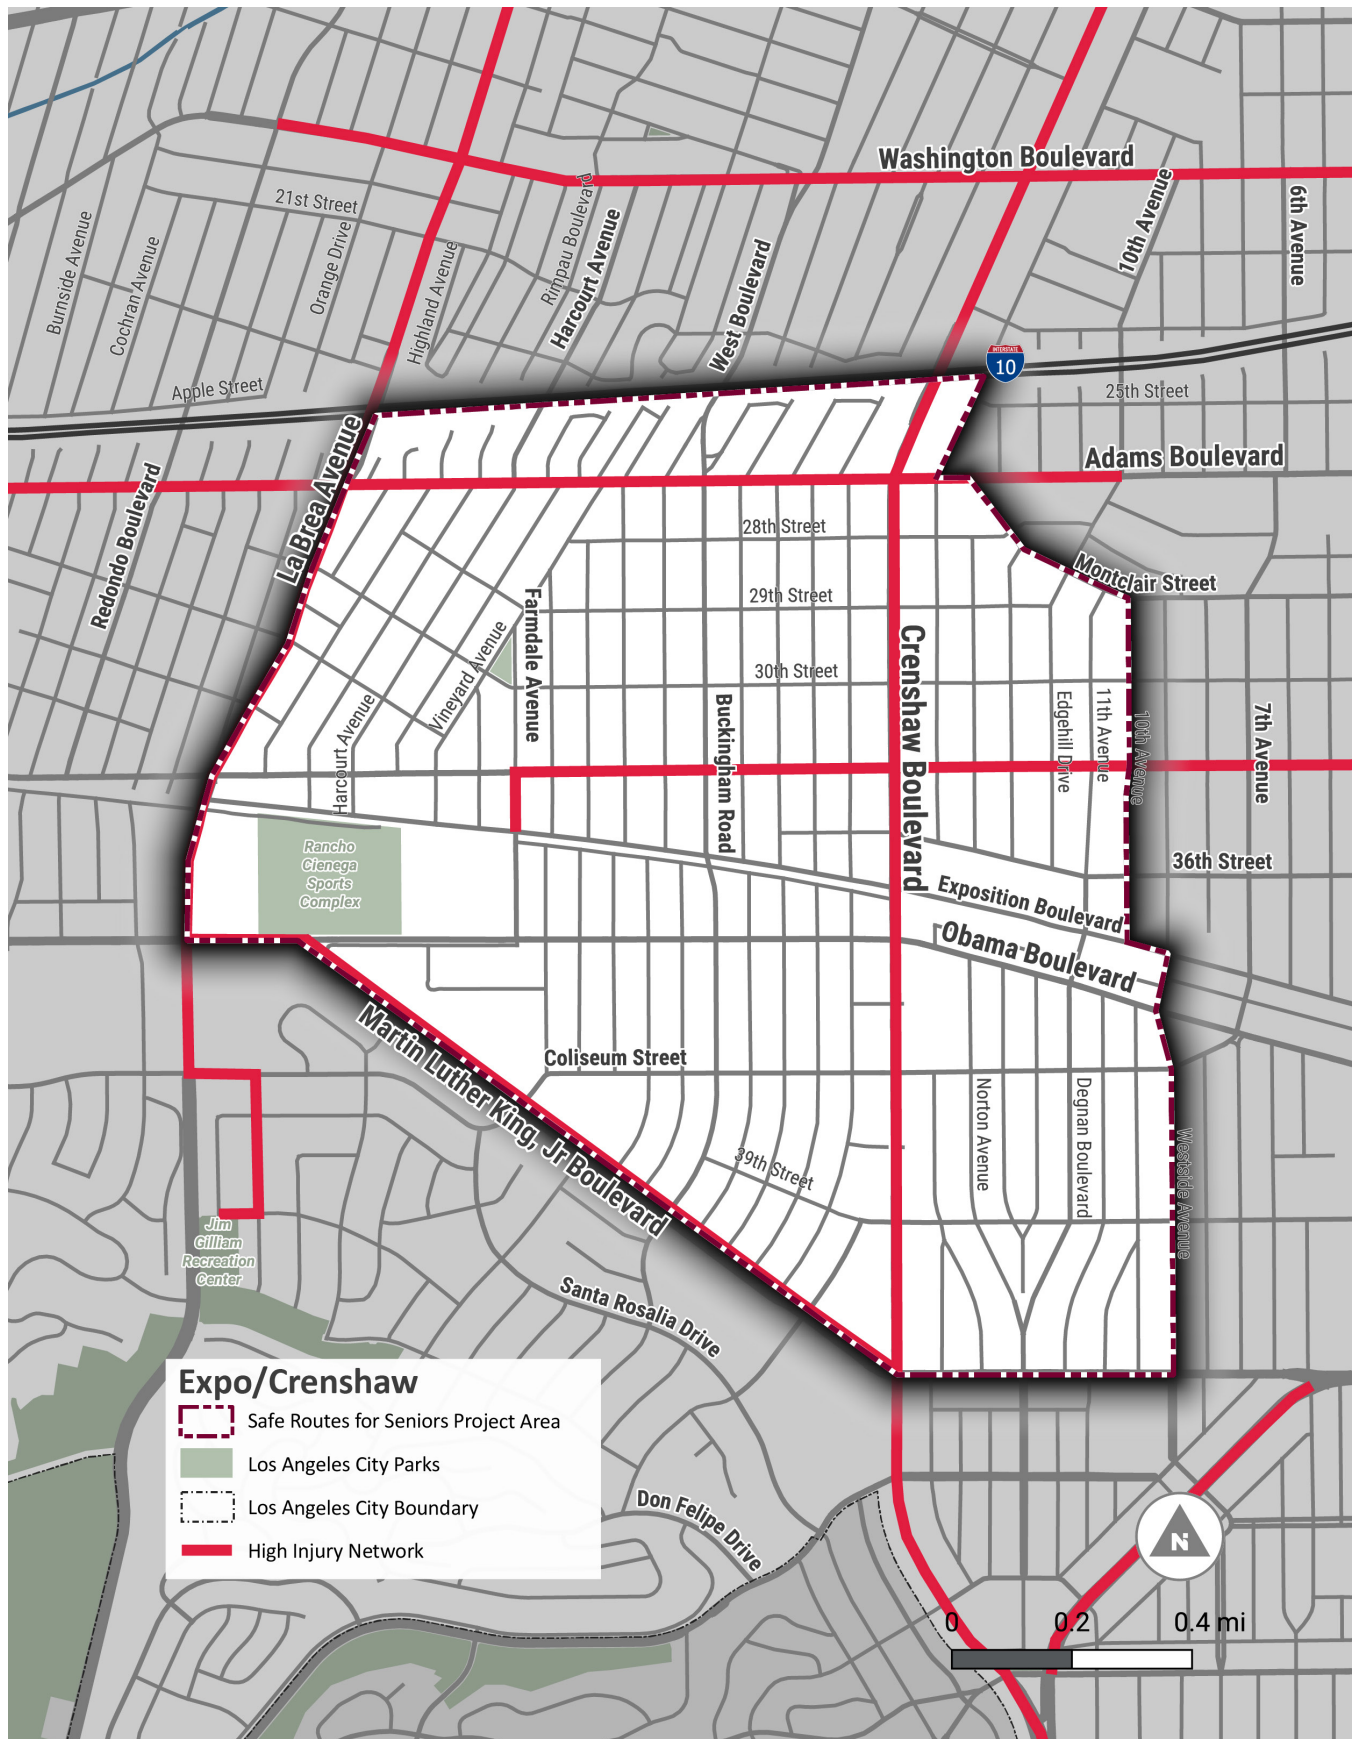 Washington Boulevard
10th Avenue
6th Avenue
21st Street
Burnside Avenue
Cochran Avenue
Orange Drive
Highland Avenue
Rimpau Boulevard
Harcourt Avenue
West Boulevard
INTERSTATE
10
Apple Street
25th Street
La Brea Avenue
Adams Boulevard
Redondo Boulevard
28th Street
Montclair Street
29th Street
Farmdale Avenue
Vineyard Avenue
Crenshaw Boulevard
30th Street
Harcourt Avenue
Buckingham Road
Edgehill Drive
11th Avenue
10th Avenue
7th Avenue
Rancho
Cienega
Sports
Complex
36th Street
Exposition Boulevard
Obama Boulevard
Martin Luther King, Jr Boulevard
Coliseum Street
Norton Avenue
Degnan Boulevard
Westside Avenue
39th Street
Jim
Gilliam
Recreation
Center
Santa Rosalia Drive
Expo/Crenshaw
Safe Routes for Seniors Project Area
Los Angeles City Parks
Los Angeles City Boundary
High Injury Network
Don Felipe Drive
N
0 0.2 0.4 mi